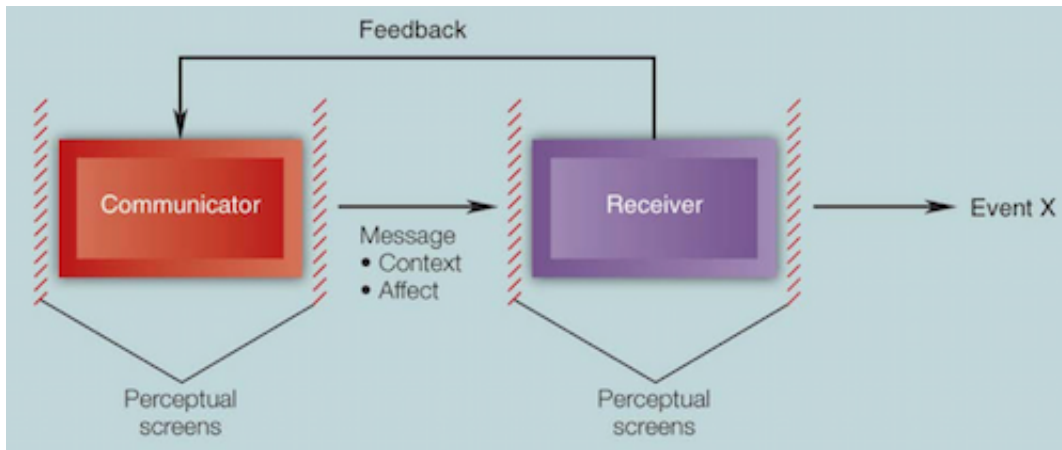 Feedback
Communicator
Receiver
Event X
Message
• Context
• Affect
Perceptual
screens
Perceptual
screens